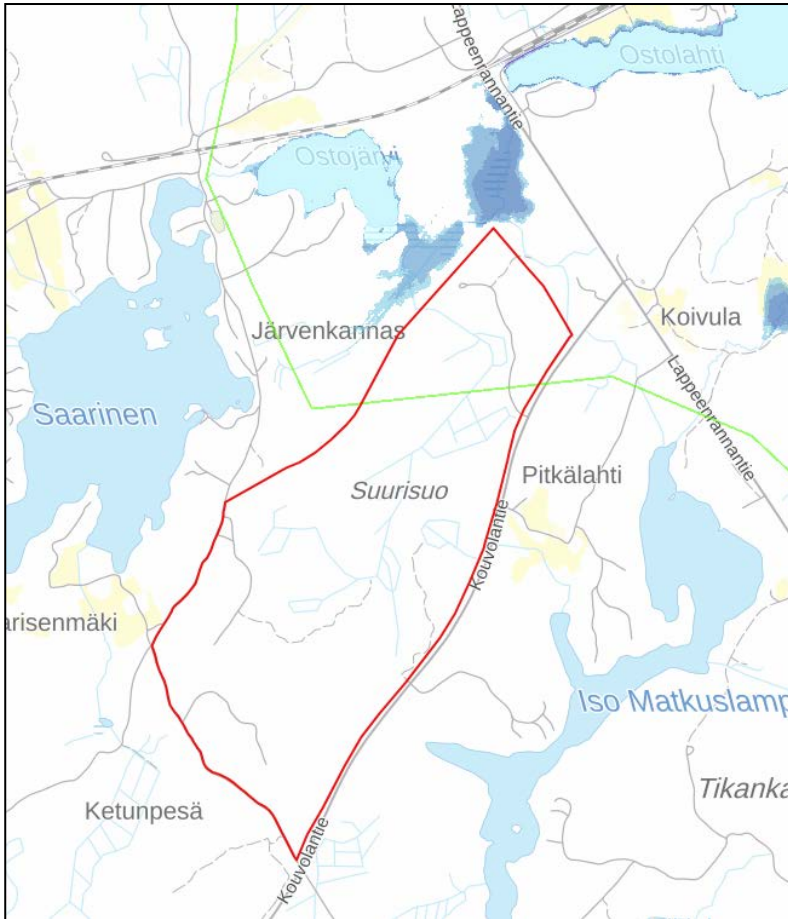 Lappeenrannantie
Ostolahti
Ostojärvi
Järvenkannas
Koivula
Saarinen
Lappeenrannantie
Suurisuo
Pitkälahti
Kouvolantie
arisenmäki
Iso Matkuslamp
Tikanka
Ketunpesä
Kouvolantie